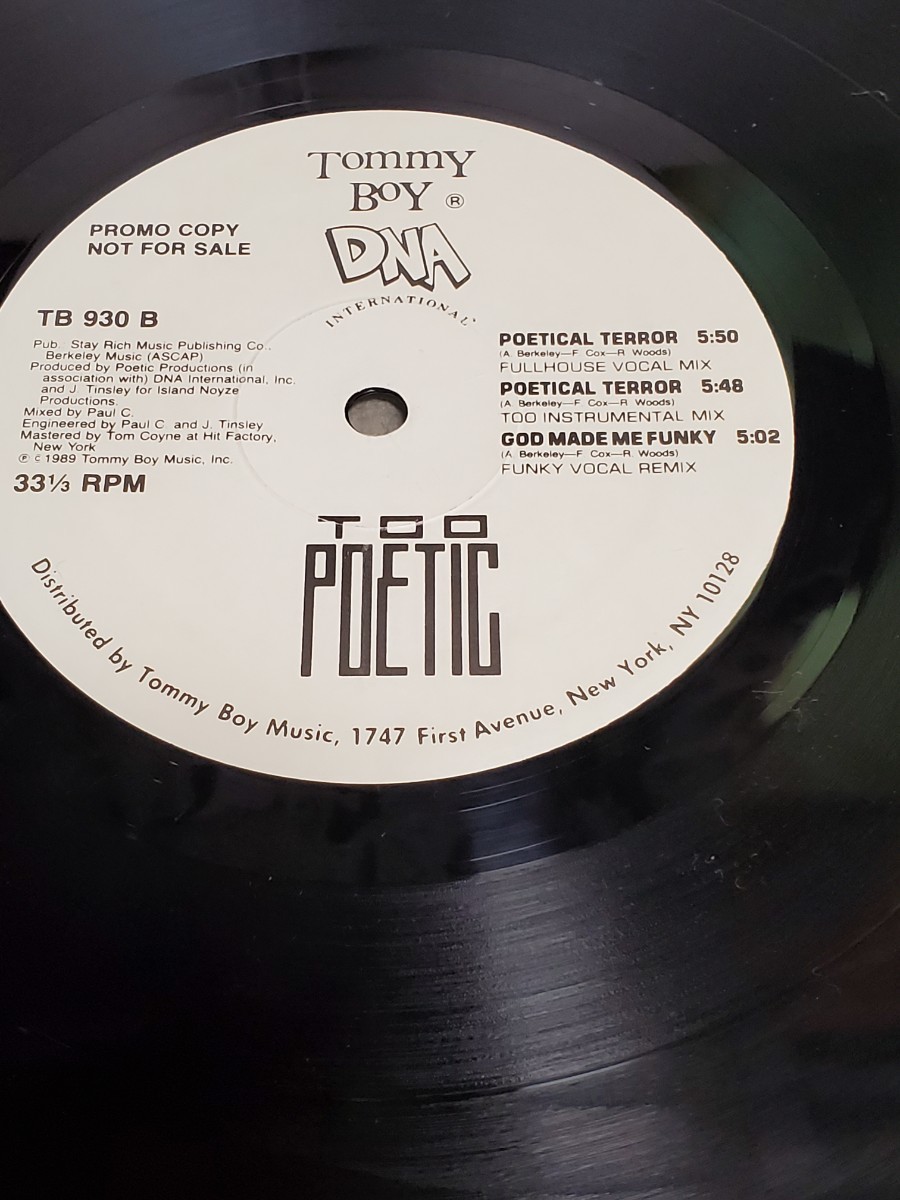 Tommy
Boy ®
DNA
INTERNATIONAL
PROMO COPY
NOT FOR SALE
TB 930 B
Pub. Stay Rich Music Publishing Co.,
Berkeley Music (ASCAP)
Produced by Poetic Productions (in
association with) DNA International, Inc.
and J. Tinsley for Island Noyze
Productions.
Mixed by Paul C.
Engineered by Paul C and J. Tinsley
Mastered by Tom Coyne at Hit Factory,
New York
℗ © 1989 Tommy Boy Music, Inc.
33⅓ RPM
POETICAL TERROR 5:50
(A. Berkeley—F. Cox—R. Woods)
FULLHOUSE VOCAL MIX
POETICAL TERROR 5:48
(A. Berkeley—F. Cox—R. Woods)
TOO INSTRUMENTAL MIX
GOD MADE ME FUNKY 5:02
(A. Berkeley—F. Cox—R. Woods)
FUNKY VOCAL REMIX
TOO
POETIC
Distributed by Tommy Boy Music, 1747 First Avenue, New York, NY 10128